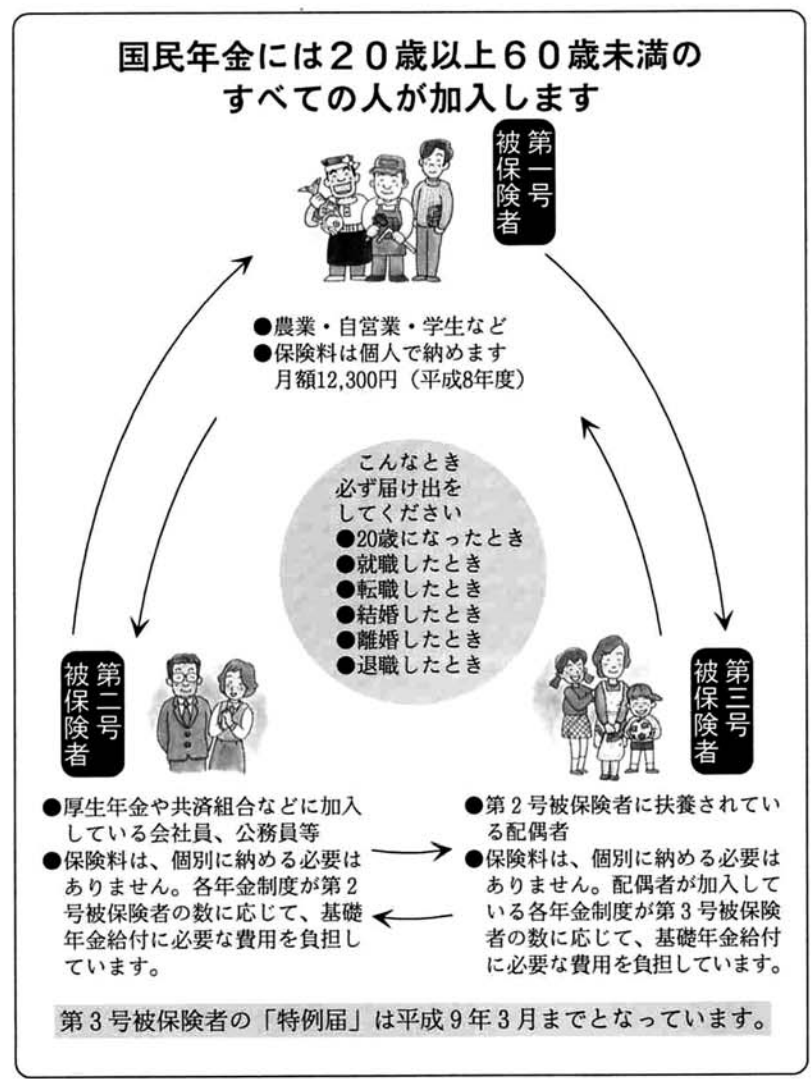 国民年金には20歳以上60歳未満の
すべての人が加入します
第一号
被保険者
●農業・自営業・学生など
●保険料は個人で納めます
月額12,300円（平成8年度）
こんなとき
必ず届け出を
してください
●20歳になったとき
●就職したとき
●転職したとき
●結婚したとき
●離婚したとき
●退職したとき
第二号
被保険者
●厚生年金や共済組合などに加入
している会社員、公務員等
●保険料は、個別に納める必要は
ありません。各年金制度が第2
号被保険者の数に応じて、基礎
年金給付に必要な費用を負担し
ています。
第三号
被保険者
●第2号被保険者に扶養されてい
る配偶者
●保険料は、個別に納める必要は
ありません。配偶者が加入して
いる各年金制度が第3号被保険
者の数に応じて、基礎年金給付
に必要な費用を負担しています。
第3号被保険者の「特例届」は平成9年3月までとなっています。